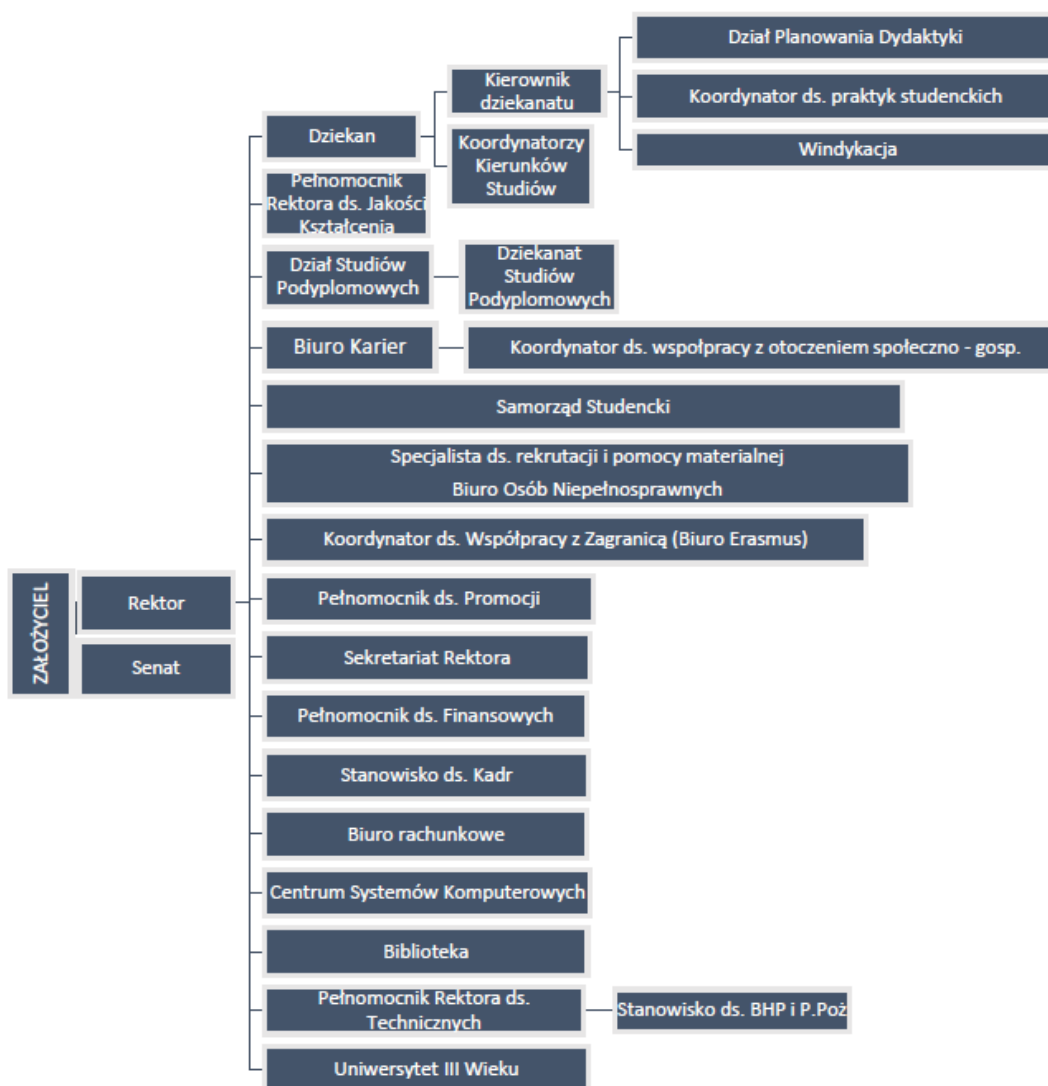 Dział Planowania Dydaktyki
Kierownik
dziekanatu
Koordynator ds. praktyk studenckich
Dziekan
Koordynatorzy
Kierunków
Studiów
Windykacja
Pełnomocnik
Rektora ds. Jakości
Kształcenia
Dział Studiów
Podyplomowych
Dziekanat
Studiów
Podyplomowych
Biuro Karier
Koordynator ds. wspołpracy z otoczeniem społeczno - gosp.
Samorząd Studencki
Specjalista ds. rekrutacji i pomocy materialnej
Biuro Osób Niepełnosprawnych
Koordynator ds. Współpracy z Zagranicą (Biuro Erasmus)
ZAŁOŻYCIEL
Rektor
Senat
Pełnomocnik ds. Promocji
Sekretariat Rektora
Pełnomocnik ds. Finansowych
Stanowisko ds. Kadr
Biuro rachunkowe
Centrum Systemów Komputerowych
Biblioteka
Pełnomocnik Rektora ds.
Technicznych
Stanowisko ds. BHP i P.Poż
Uniwersytet III Wieku